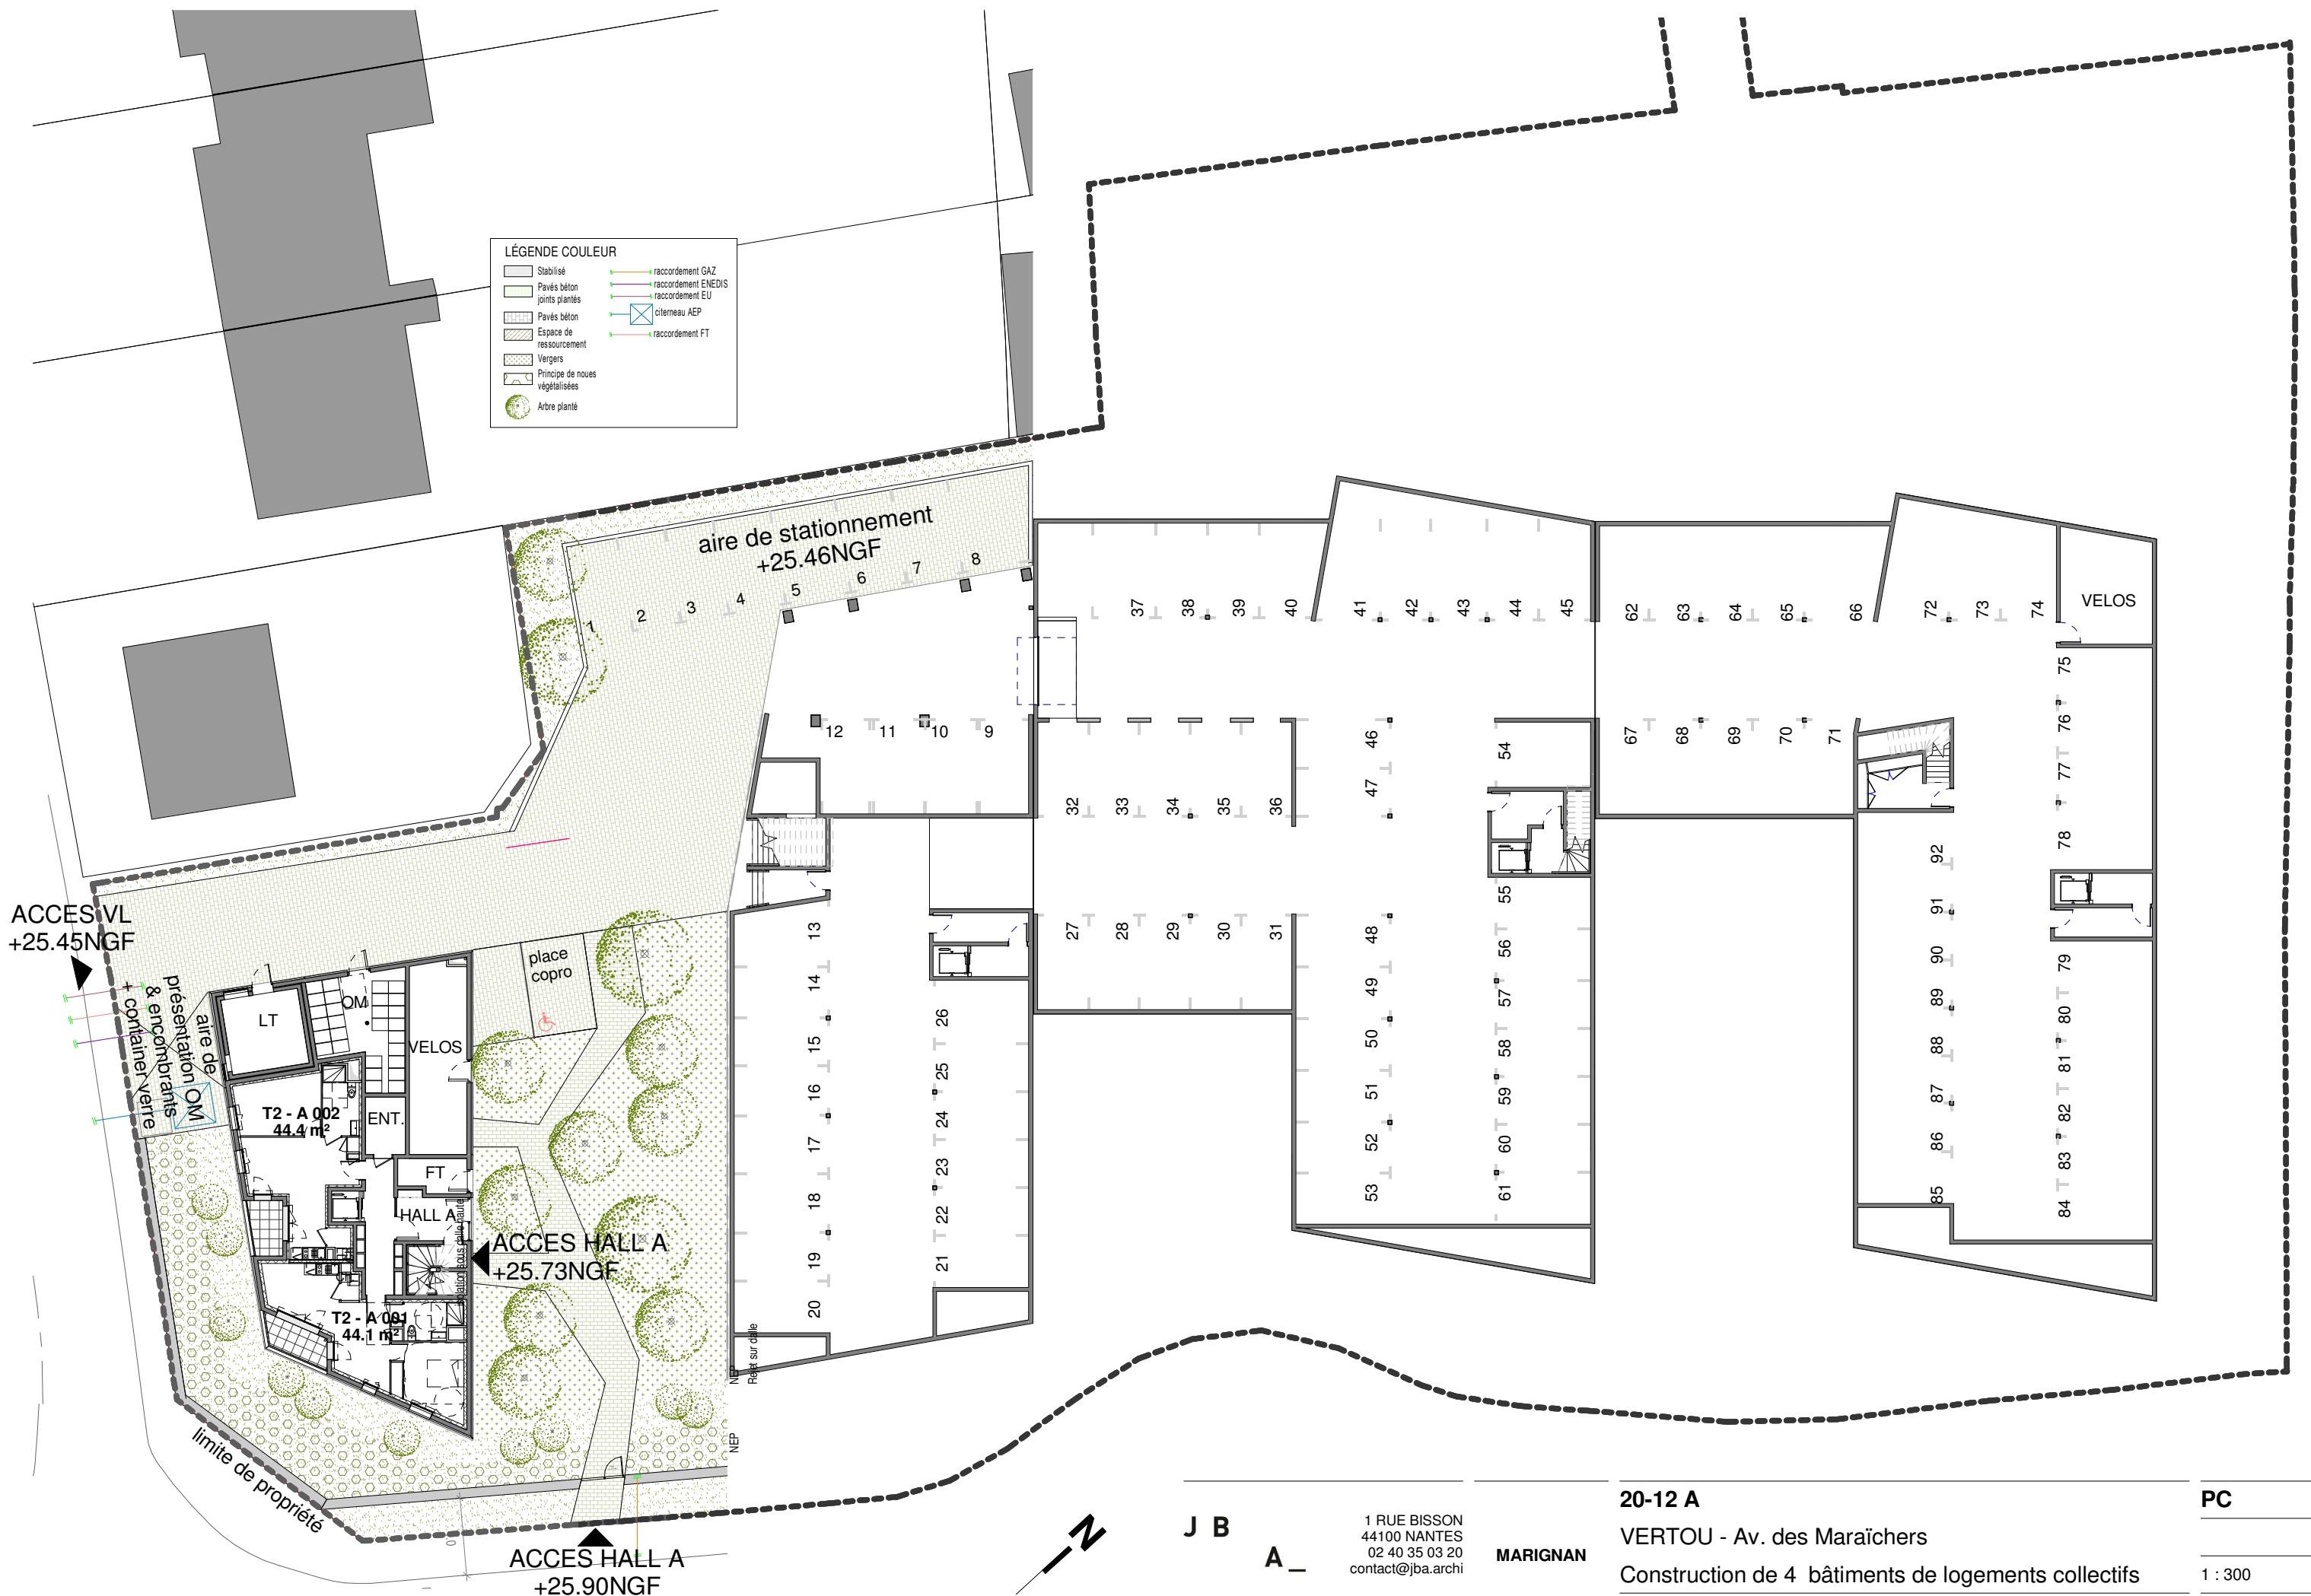 LÉGENDE COULEUR
Stabilisé
Pavés béton
joints plantés
Pavés béton
Espace de
ressourcement
Vergers
Principe de noues
végétalisées
Arbre planté
raccordement GAZ
raccordement ENEDIS
raccordement EU
citerneau AEP
raccordement FT
aire de stationnement
+25.46NGF
1
2
3
4
5
6
7
8
12
11
10
9
37
38
39
40
41
42
43
44
45
62
63
64
65
66
72
73
74
VELOS
75
76
77
78
67
68
69
70
71
46
47
54
32
33
34
35
36
27
28
29
30
31
48
49
50
51
52
53
55
56
57
58
59
60
61
92
91
90
89
88
87
86
85
79
80
81
82
83
84
13
14
15
16
17
18
19
20
26
25
24
23
22
21
ACCES VL
+25.45NGF
aire de
présentation OM
& encombrants
+ container verre
LT
OM
VELOS
place
copro
T2 - A 002
44.4 m²
ENT.
FT
HALL A
isolation sous dalle haute
ACCES HALL A
+25.73NGF
T2 - A 001
44.1 m²
NEP
Rejet sur dalle
NEP
limite de propriété
ACCES HALL A
+25.90NGF
N
J B
A_
1 RUE BISSON
44100 NANTES
02 40 35 03 20
contact@jba.archi
MARIGNAN
20-12 A
VERTOU - Av. des Maraïchers
Construction de 4 bâtiments de logements collectifs
PC
1 : 300